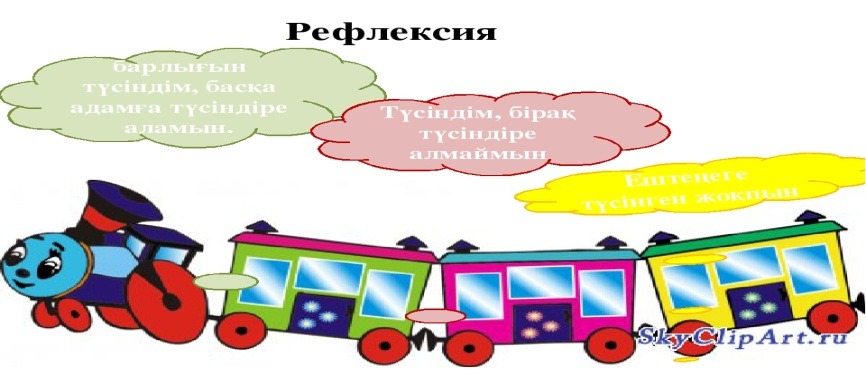 Рефлексия
барлығын
түсіндім, басқа
адамға түсіндіре
аламын.
Түсіндім, бірақ
түсіндіре
алмаймын
Ештеңеге
түсінген жоқпын
SkyClipArt.ru